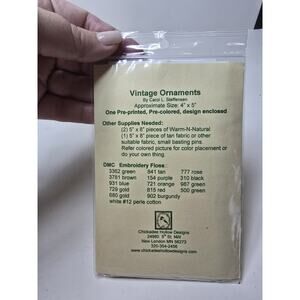 Vintage Ornaments
By Carol L. Steffensen
Approximate Size: 4" x 5"
One Pre-printed, Pre-colored, design enclosed
Other Supplies Needed:
(2) 5" x 8" pieces of Warm-N-Natural
(1) 5" x 8" piece of tan fabric or other
suitable fabric, small basting pins
Refer colored picture for color placement or
do your own thing.
DMC Embroidery Floss:
3362 green 841 tan 777 rose
3781 brown 154 purple 310 black
931 blue 721 orange 987 green
729 gold 815 red 500 green
680 gold 902 burgundy
white #12 perle cotton
Chickadee Hollow Designs
24980 5th St. NW
New London MN 56273
320-354-2456
www.chickadeehollowdesigns.com